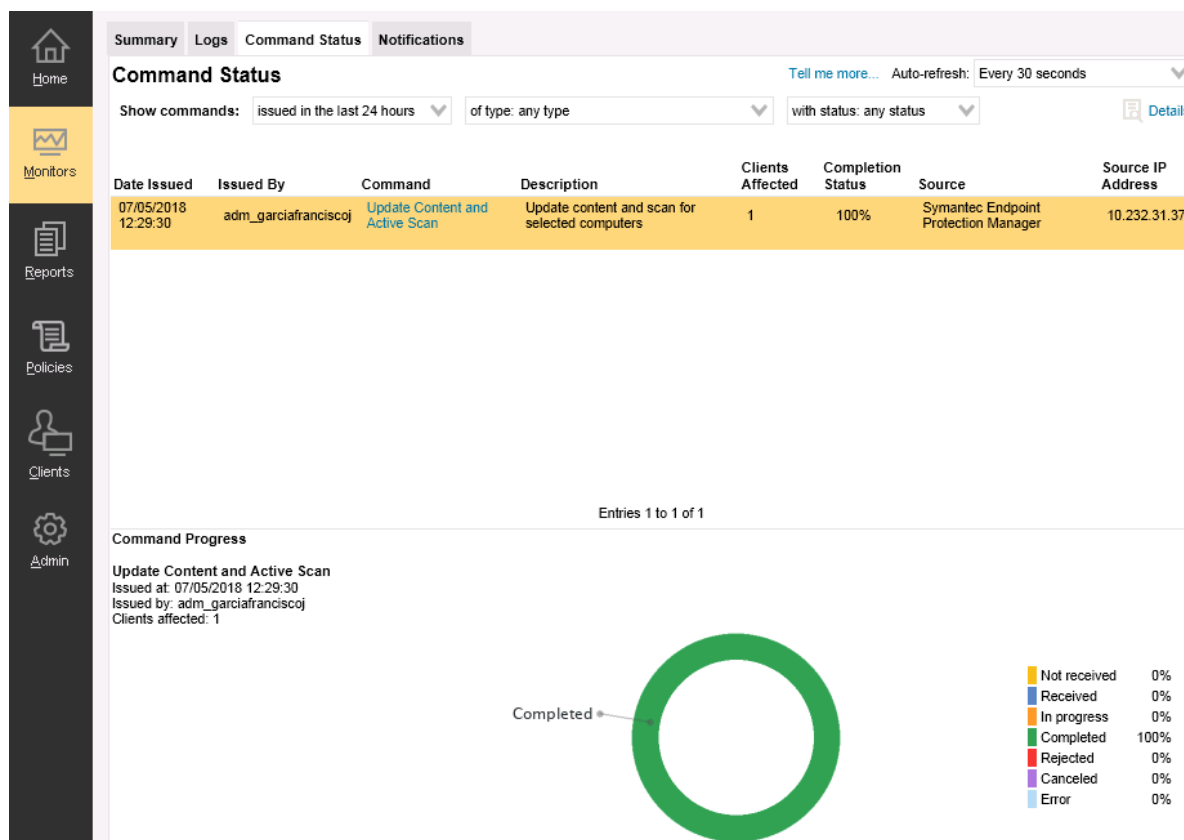 Home
Monitors
Reports
Policies
Clients
Admin
Summary Logs Command Status Notifications
Command Status
Tell me more... Auto-refresh: Every 30 seconds
Show commands: issued in the last 24 hours of type: any type with status: any status Details
Date Issued Issued By Command Description Clients Affected Completion Status Source Source IP Address
07/05/2018 12:29:30 adm_garciafranciscoj Update Content and Active Scan Update content and scan for selected computers 1 100% Symantec Endpoint Protection Manager 10.232.31.37
Entries 1 to 1 of 1
Command Progress
Update Content and Active Scan
Issued at: 07/05/2018 12:29:30
Issued by: adm_garciafranciscoj
Clients affected: 1
Completed
Not received 0%
Received 0%
In progress 0%
Completed 100%
Rejected 0%
Canceled 0%
Error 0%